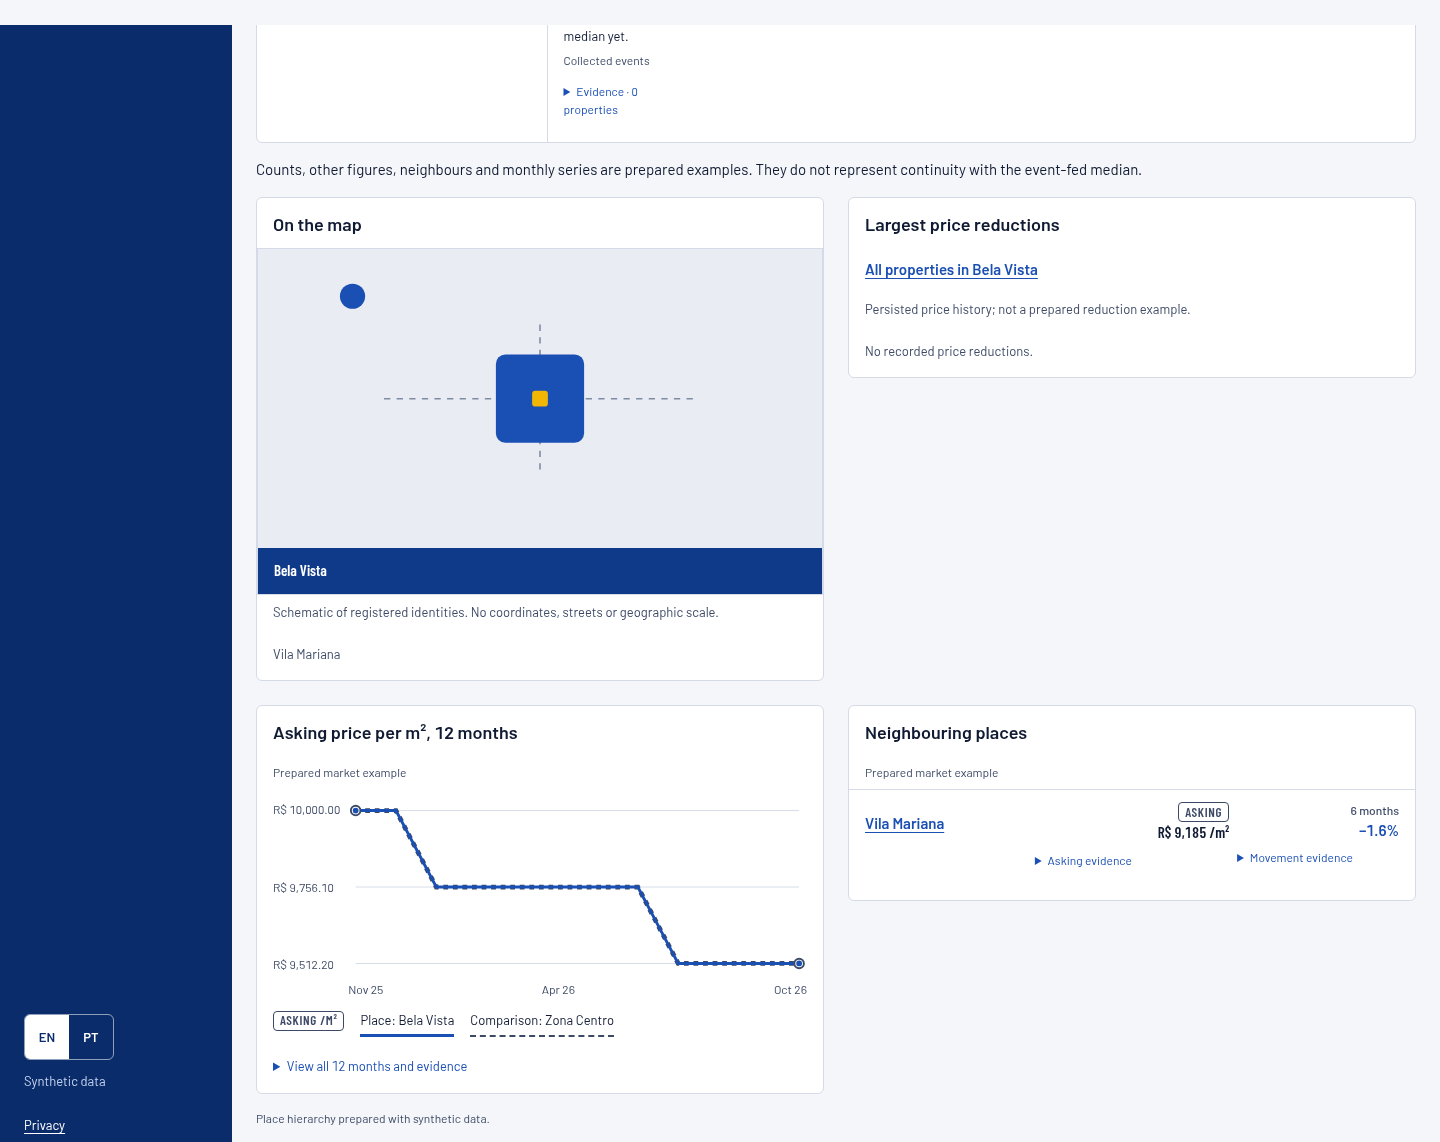 median yet.
Collected events
Evidence · 0
properties
Counts, other figures, neighbours and monthly series are prepared examples. They do not represent continuity with the event-fed median.
On the map
Bela Vista
Schematic of registered identities. No coordinates, streets or geographic scale.
Vila Mariana
Largest price reductions
All properties in Bela Vista
Persisted price history; not a prepared reduction example.
No recorded price reductions.
Asking price per m², 12 months
Prepared market example
R$ 10,000.00
R$ 9,756.10
R$ 9,512.20
Nov 25 Apr 26 Oct 26
ASKING /M² Place: Bela Vista Comparison: Zona Centro
View all 12 months and evidence
Neighbouring places
Prepared market example
Vila Mariana
ASKING
R$ 9,185 /m²
Asking evidence
6 months
−1.6%
Movement evidence
Place hierarchy prepared with synthetic data.
EN PT
Synthetic data
Privacy